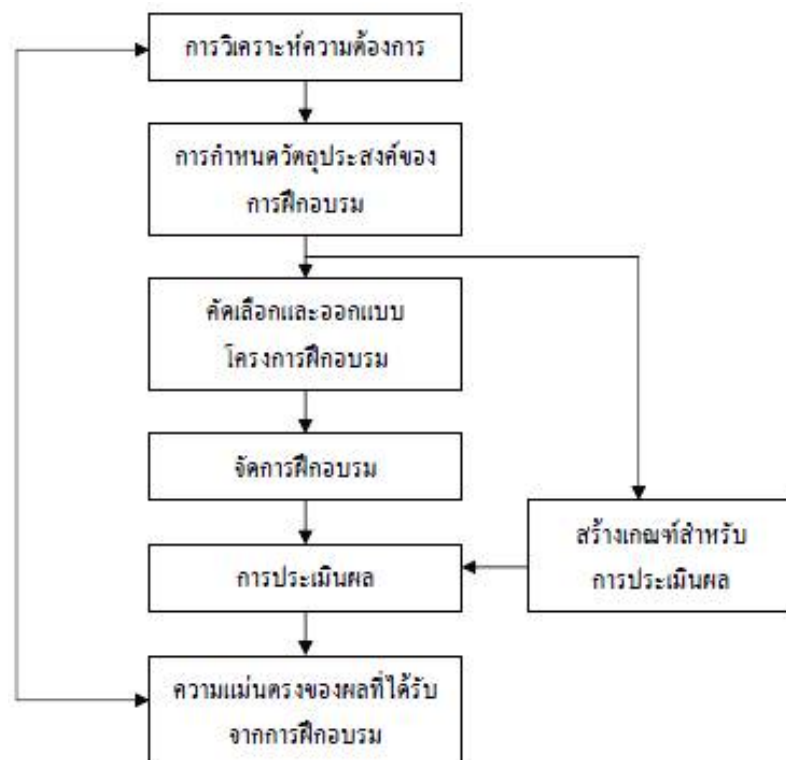 การวิเคราะห์ความต้องการ
การกำหนดวัตถุประสงค์ของ
การฝึกอบรม
คัดเลือกและออกแบบ
โครงการฝึกอบรม
จัดการฝึกอบรม
สร้างเกณฑ์สำหรับ
การประเมินผล
การประเมินผล
ความแม่นตรงของผลที่ได้รับ
จากการฝึกอบรม